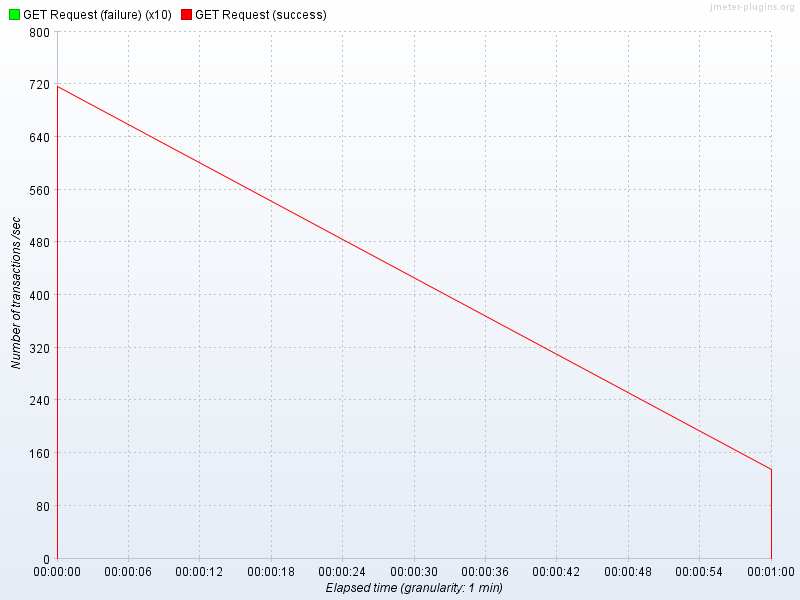 GET Request (failure) (x10) GET Request (success)
jmeter-plugins.org
800
720
640
560
480
400
320
240
160
80
0
Number of transactions /sec
00:00:00 00:00:06 00:00:12 00:00:18 00:00:24 00:00:30 00:00:36 00:00:42 00:00:48 00:00:54 00:01:00
Elapsed time (granularity: 1 min)